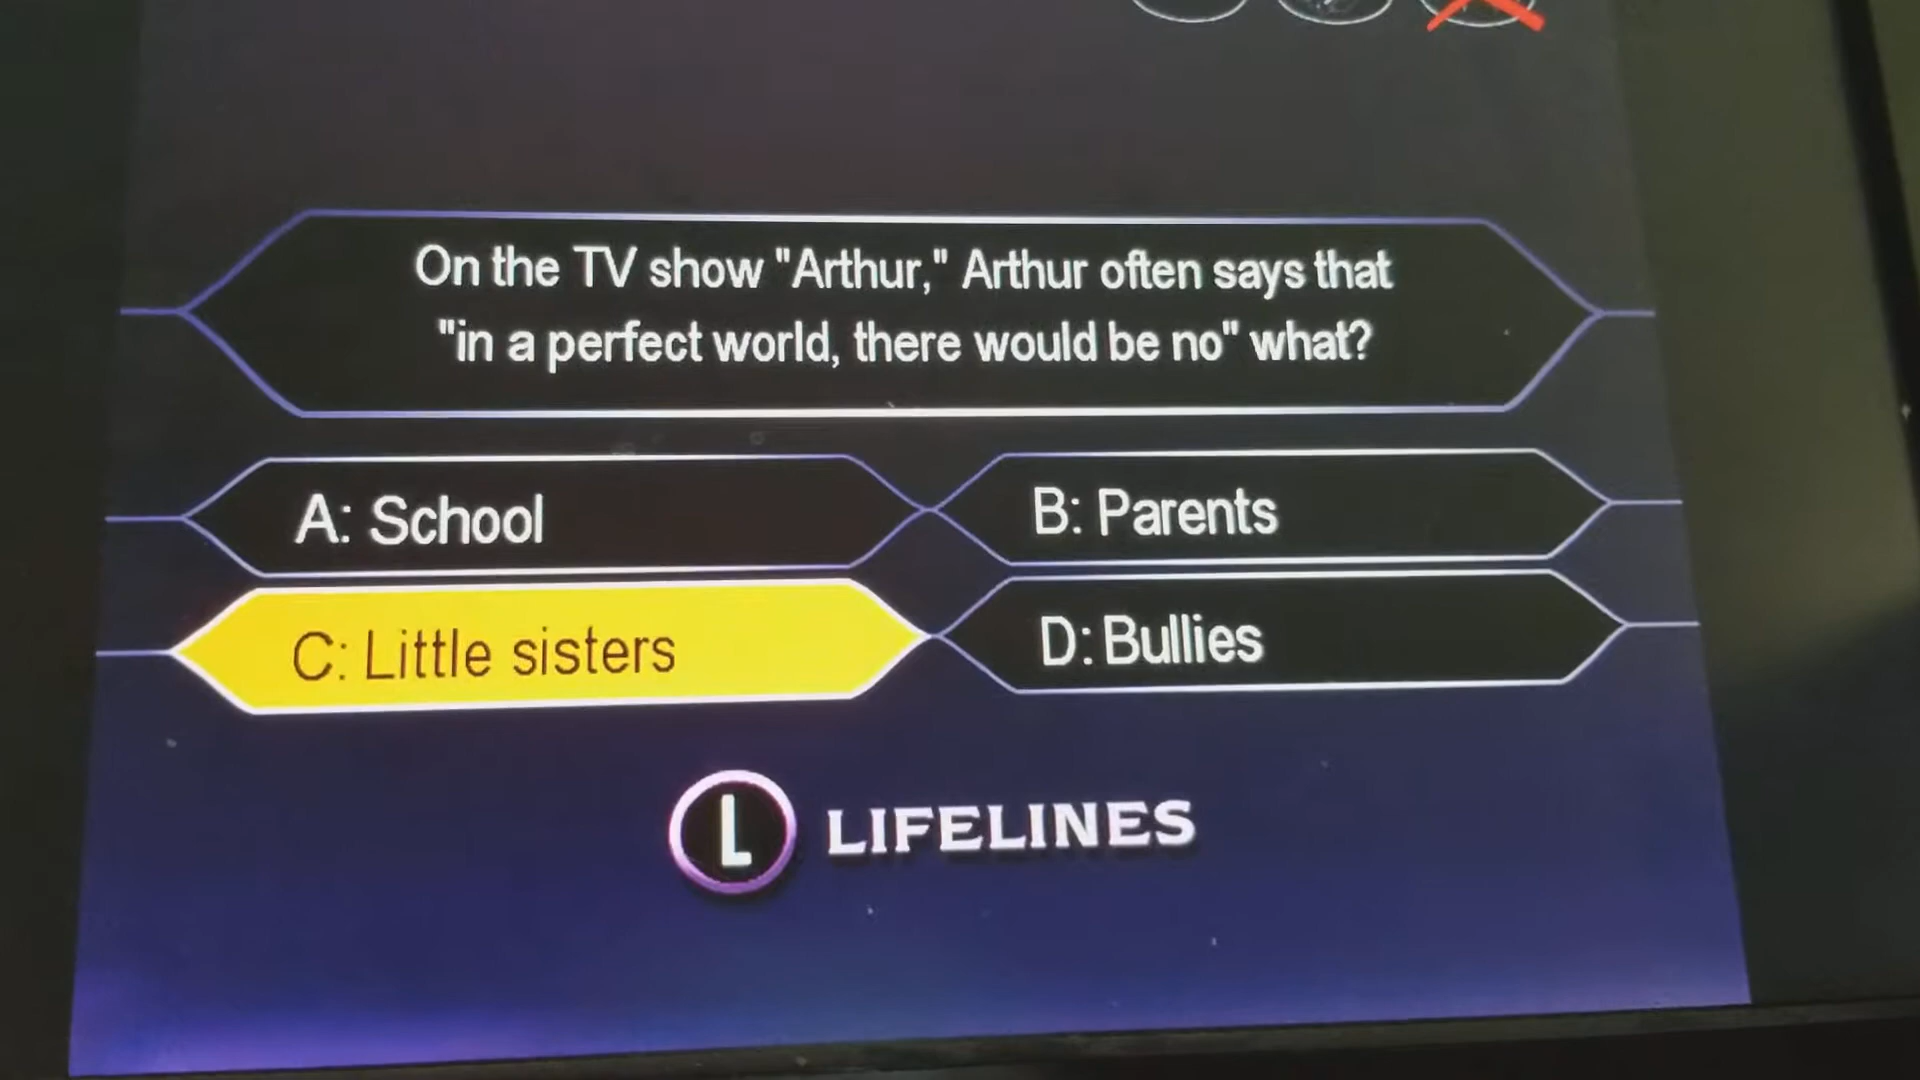 On the TV show "Arthur," Arthur often says that
"in a perfect world, there would be no" what?
A: School
B: Parents
C: Little sisters
D: Bullies
L LIFELINES